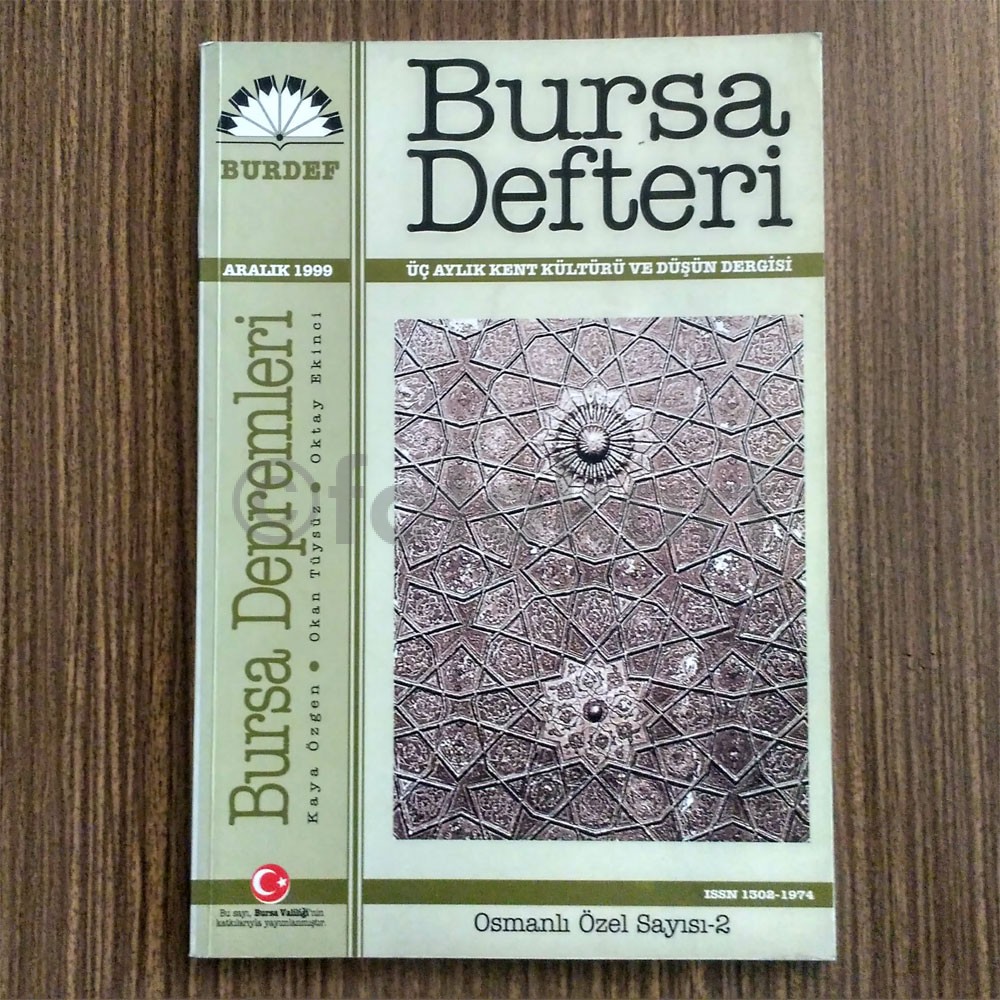 BURDEF
Bursa
Defteri
ARALIK 1999
ÜÇ AYLIK KENT KÜLTÜRÜ VE DÜŞÜN DERGİSİ
Bursa Depremleri
Kaya Özgen • Okan Tüysüz • Oktay Ekinci
ISSN 1302-1974
Bu sayı, Bursa Valiliği'nin
katkılarıyla yayınlanmıştır.
Osmanlı Özel Sayısı-2